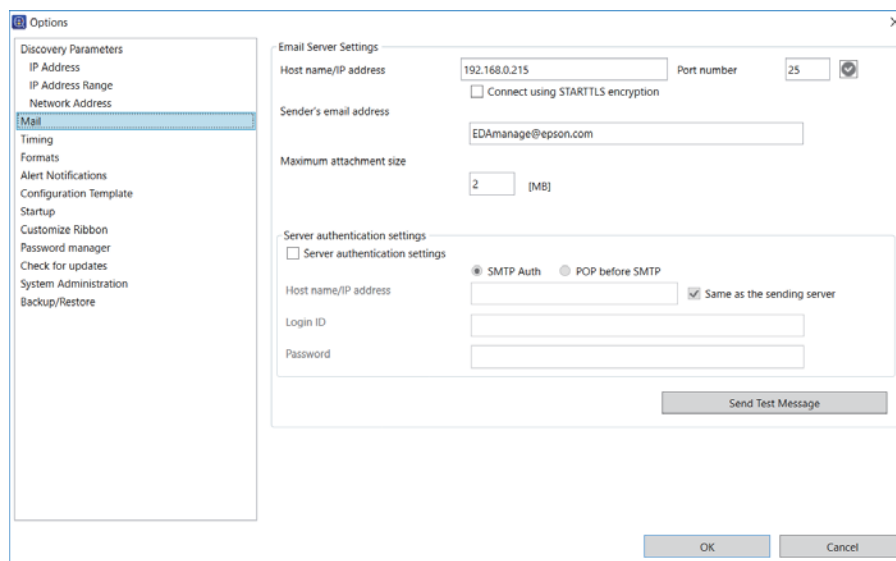 Options
Discovery Parameters
IP Address
IP Address Range
Network Address
Mail
Timing
Formats
Alert Notifications
Configuration Template
Startup
Customize Ribbon
Password manager
Check for updates
System Administration
Backup/Restore
Email Server Settings
Host name/IP address 192.168.0.215 Port number 25
Connect using STARTTLS encryption
Sender's email address
EDAmanage@epson.com
Maximum attachment size
2 [MB]
Server authentication settings
Server authentication settings
SMTP Auth POP before SMTP
Host name/IP address Same as the sending server
Login ID
Password
Send Test Message
OK Cancel